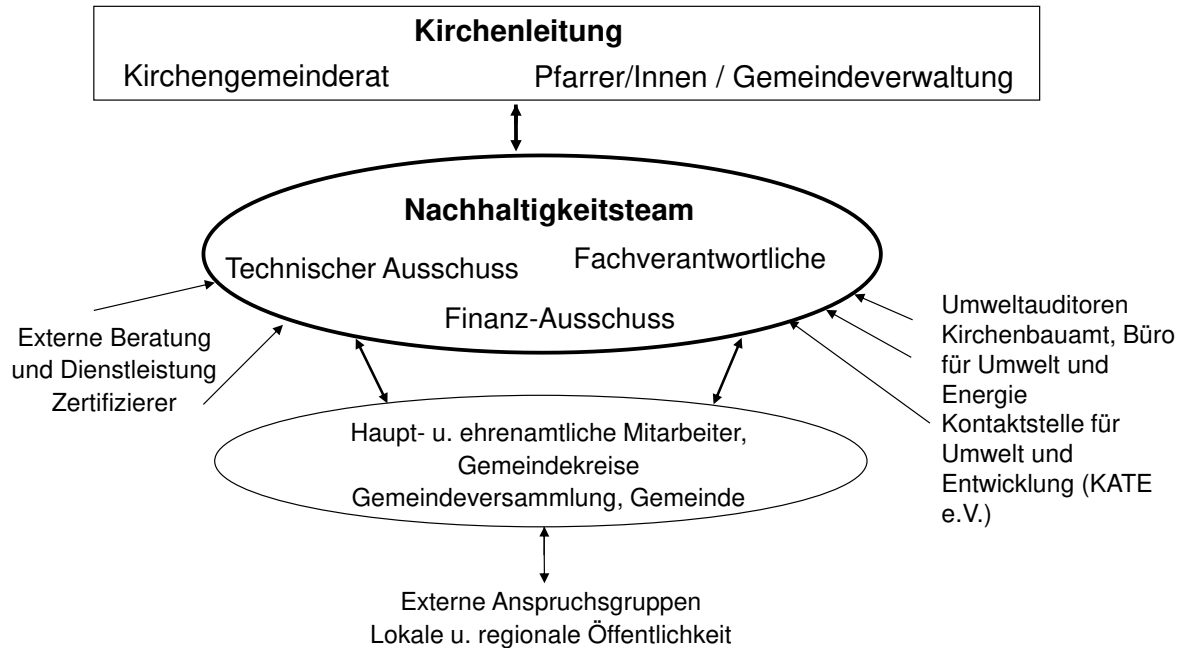 Kirchenleitung
Kirchengemeinderat
Pfarrer/Innen / Gemeindeverwaltung
Nachhaltigkeitsteam
Technischer Ausschuss
Fachverantwortliche
Finanz-Ausschuss
Externe Beratung
und Dienstleistung
Zertifizierer
Umweltauditoren
Kirchenbauamt, Büro
für Umwelt und
Energie
Kontaktstelle für
Umwelt und
Entwicklung (KATE
e.V.)
Haupt- u. ehrenamtliche Mitarbeiter,
Gemeindekreise
Gemeindeversammlung, Gemeinde
Externe Anspruchsgruppen
Lokale u. regionale Öffentlichkeit